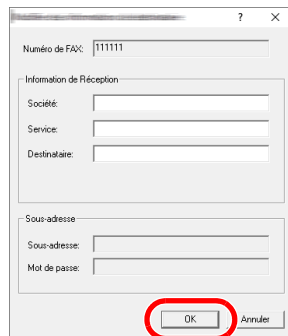 Numéro de FAX: 111111
Information de Réception
Société:
Service:
Destinataire:
Sous-adresse
Sous-adresse:
Mot de passe:
OK Annuler